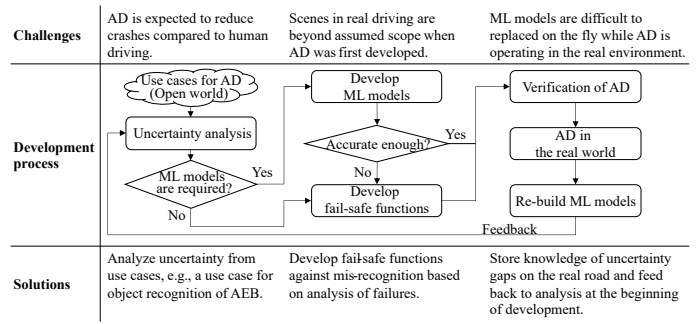 Challenges
AD is expected to reduce
crashes compared to human
driving.
Scenes in real driving are
beyond assumed scope when
AD was first developed.
ML models are difficult to
replaced on the fly while AD is
operating in the real environment.
Development
process
Use cases for AD
(Open world)
Uncertainty analysis
ML models
are required?
Yes
No
Develop
ML models
Accurate enough?
Yes
No
Develop
fail-safe functions
Verification of AD
AD in
the real world
Re-build ML models
Feedback
Solutions
Analyze uncertainty from
use cases, e.g., a use case for
object recognition of AEB.
Develop fail-safe functions
against mis-recognition based
on analysis of failures.
Store knowledge of uncertainty
gaps on the real road and feed
back to analysis at the beginning
of development.